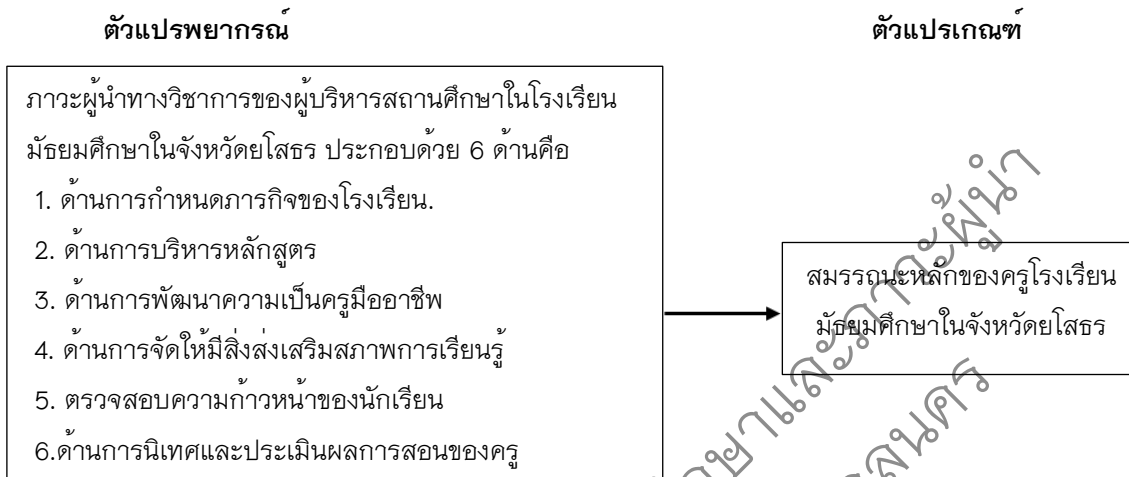 ตัวแปรพยากรณ์
ตัวแปรเกณฑ์
ภาวะผู้นำทางวิชาการของผู้บริหารสถานศึกษาในโรงเรียน
มัธยมศึกษาในจังหวัดยโสธร ประกอบด้วย 6 ด้านคือ
1. ด้านการกำหนดภารกิจของโรงเรียน.
2. ด้านการบริหารหลักสูตร
3. ด้านการพัฒนาความเป็นครูมืออาชีพ
4. ด้านการจัดให้มีสิ่งส่งเสริมสภาพการเรียนรู้
5. ตรวจสอบความก้าวหน้าของนักเรียน
6.ด้านการนิเทศและประเมินผลการสอนของครู
สมรรถนะหลักของครูโรงเรียน
มัธยมศึกษาในจังหวัดยโสธร